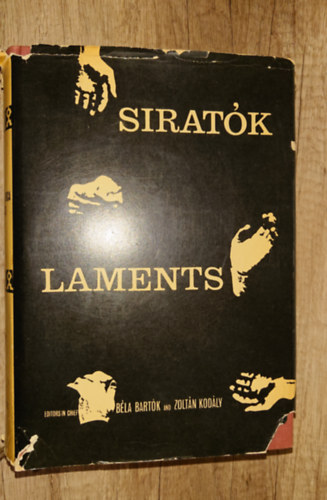 SIRATÓK
LAMENTS
EDITORS IN CHIEF BÉLA BARTÓK AND ZOLTÁN KODÁLY